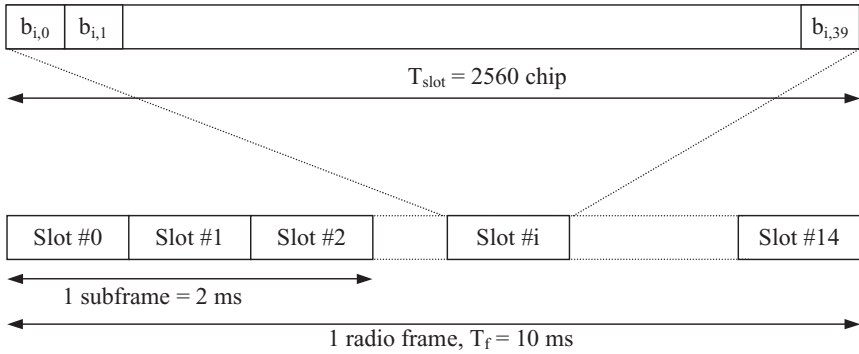 b_{i,0} b_{i,1} b_{i,39}
T_{slot} = 2560 chip
Slot #0 Slot #1 Slot #2 Slot #i Slot #14
1 subframe = 2 ms
1 radio frame, T_f = 10 ms